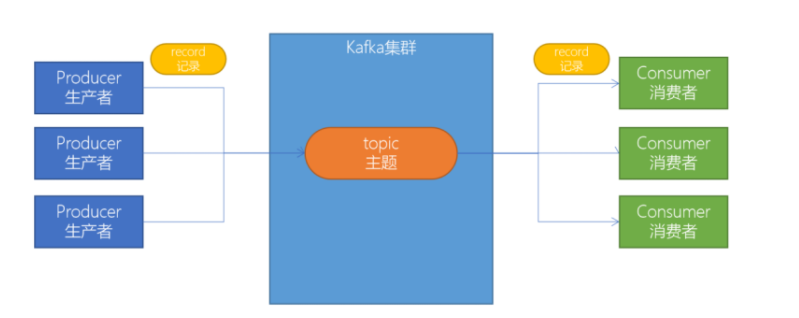 record
记录
Kafka集群
record
记录
Producer
生产者
Consumer
消费者
Producer
生产者
topic
主题
Consumer
消费者
Producer
生产者
Consumer
消费者